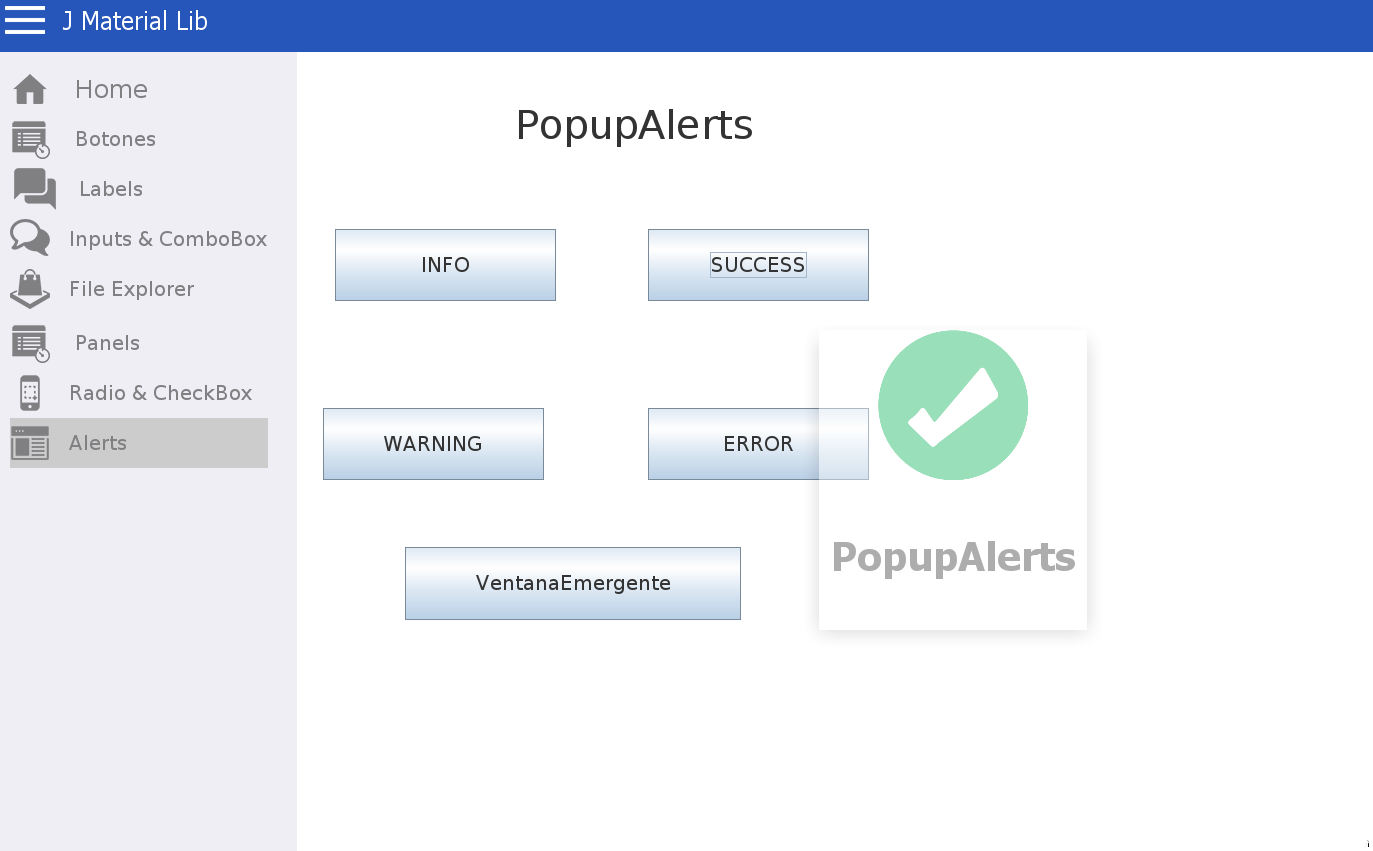 J Material Lib
Home
Botones
Labels
Inputs & ComboBox
File Explorer
Panels
Radio & CheckBox
Alerts
PopupAlerts
INFO
SUCCESS
WARNING
ERROR
VentanaEmergente
PopupAlerts